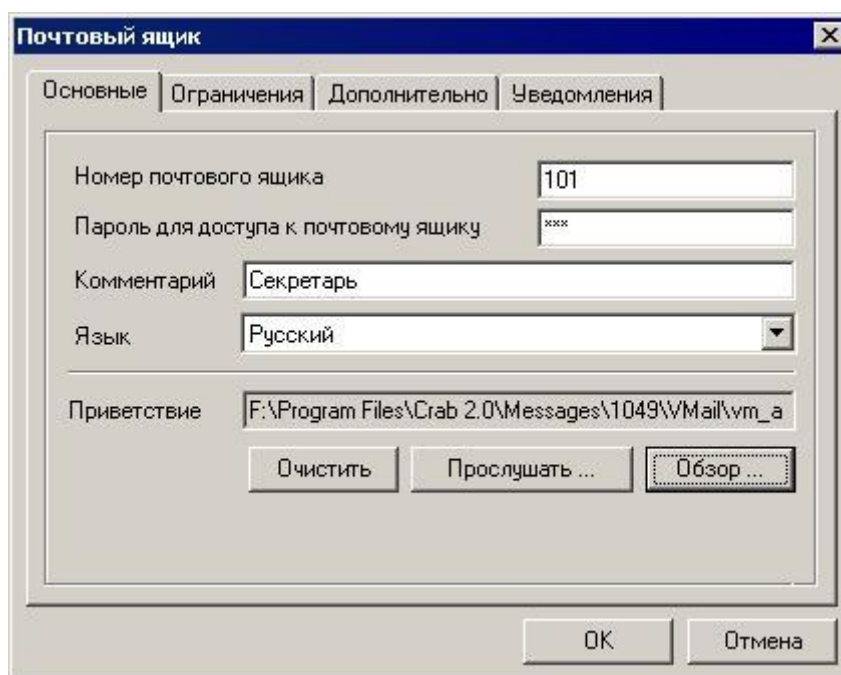 Почтовый ящик
Основные Ограничения Дополнительно Уведомления
Номер почтового ящика 101
Пароль для доступа к почтовому ящику ***
Комментарий Секретарь
Язык Русский
Приветствие F:\Program Files\Crab 2.0\Messages\1049\VMail\vm_a
Очистить Прослушать ... Обзор ...
OK Отмена